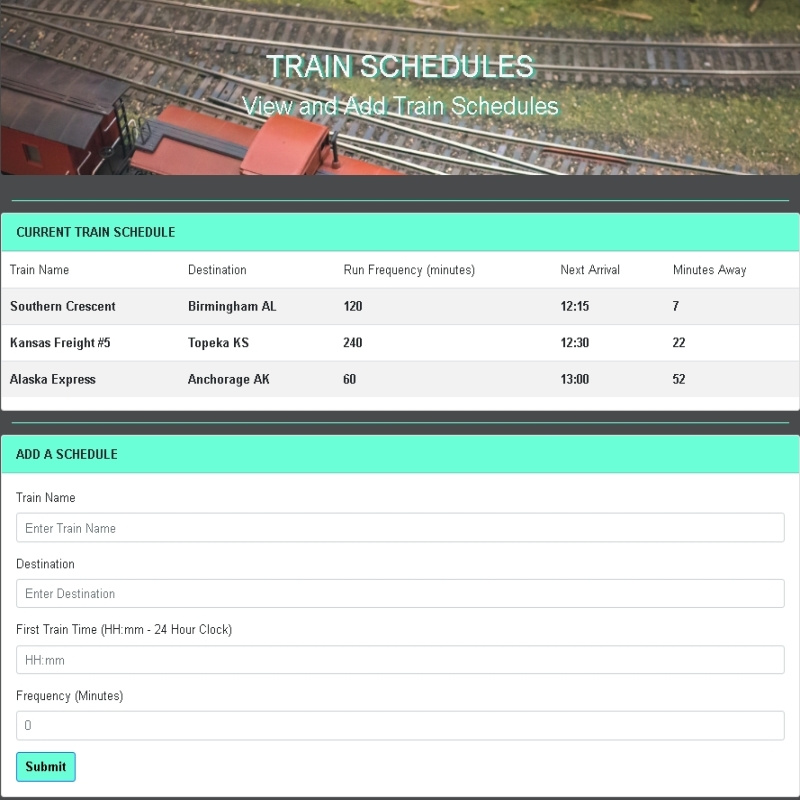 TRAIN SCHEDULES
View and Add Train Schedules
CURRENT TRAIN SCHEDULE
Train Name Destination Run Frequency (minutes) Next Arrival Minutes Away
Southern Crescent Birmingham AL 120 12:15 7
Kansas Freight #5 Topeka KS 240 12:30 22
Alaska Express Anchorage AK 60 13:00 52
ADD A SCHEDULE
Train Name
Enter Train Name
Destination
Enter Destination
First Train Time (HH:mm - 24 Hour Clock)
HH:mm
Frequency (Minutes)
0
Submit